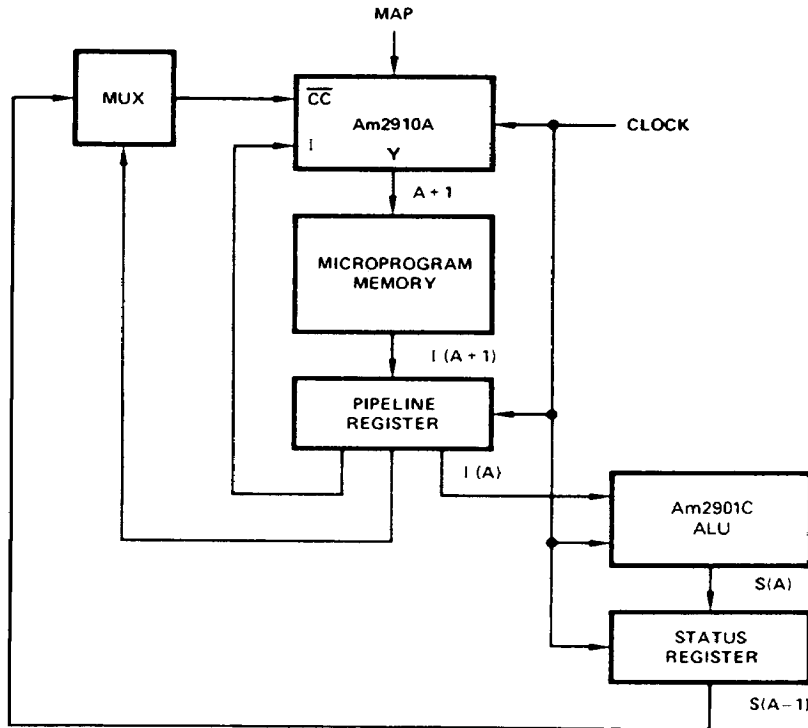 MAP
MUX
CC
Am2910A
I
Y
CLOCK
A + 1
MICROPROGRAM
MEMORY
I (A + 1)
PIPELINE
REGISTER
I (A)
Am2901C
ALU
S(A)
STATUS
REGISTER
S(A-1)